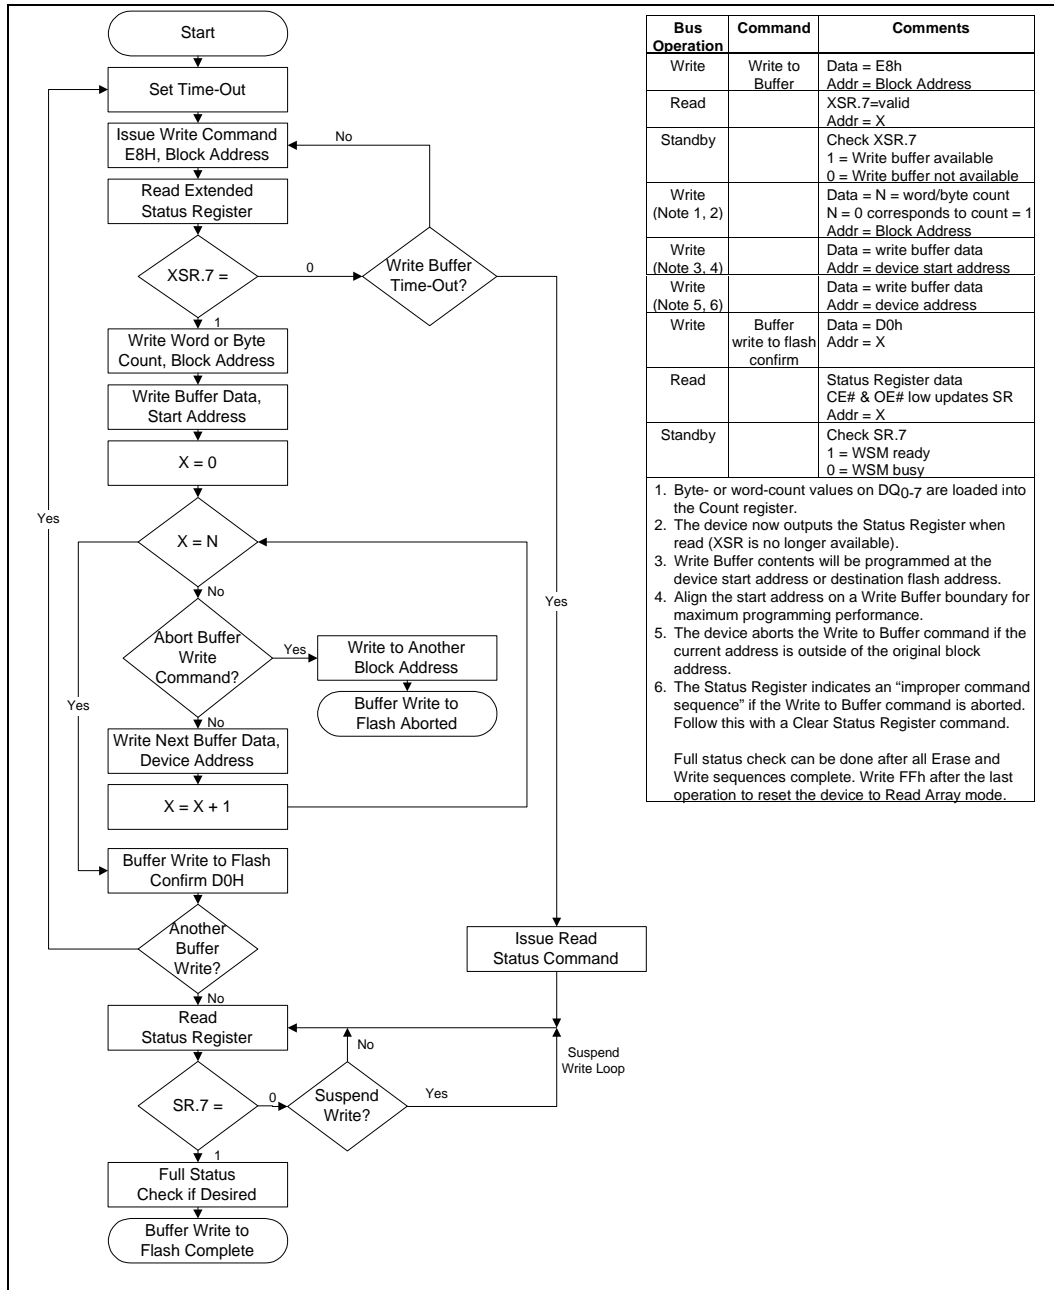 Start
Set Time-Out
Issue Write Command
E8H, Block Address
No
Read Extended
Status Register
XSR.7 =
0
Write Buffer
Time-Out?
1
Write Word or Byte
Count, Block Address
Write Buffer Data,
Start Address
X = 0
Yes
X = N
No
Yes
Abort Buffer
Write
Command?
Yes
Write to Another
Block Address
Buffer Write to
Flash Aborted
Yes
No
Write Next Buffer Data,
Device Address
X = X + 1
Buffer Write to Flash
Confirm D0H
Another
Buffer
Write?
Issue Read
Status Command
No
Read
Status Register
No
Suspend
Write Loop
SR.7 =
0
Suspend
Write?
Yes
1
Full Status
Check if Desired
Buffer Write to
Flash Complete
Bus
Operation
Command
Comments
Write
Write to
Buffer
Data = E8h
Addr = Block Address
Read
XSR.7=valid
Addr = X
Standby
Check XSR.7
1 = Write buffer available
0 = Write buffer not available
Write
(Note 1, 2)
Data = N = word/byte count
N = 0 corresponds to count = 1
Addr = Block Address
Write
(Note 3, 4)
Data = write buffer data
Addr = device start address
Write
(Note 5, 6)
Data = write buffer data
Addr = device address
Write
Buffer
write to flash
confirm
Data = D0h
Addr = X
Read
Status Register data
CE# & OE# low updates SR
Addr = X
Standby
Check SR.7
1 = WSM ready
0 = WSM busy
1. Byte- or word-count values on DQ0-7 are loaded into
the Count register.
2. The device now outputs the Status Register when
read (XSR is no longer available).
3. Write Buffer contents will be programmed at the
device start address or destination flash address.
4. Align the start address on a Write Buffer boundary for
maximum programming performance.
5. The device aborts the Write to Buffer command if the
current address is outside of the original block
address.
6. The Status Register indicates an “improper command
sequence” if the Write to Buffer command is aborted.
Follow this with a Clear Status Register command.
Full status check can be done after all Erase and
Write sequences complete. Write FFh after the last
operation to reset the device to Read Array mode.